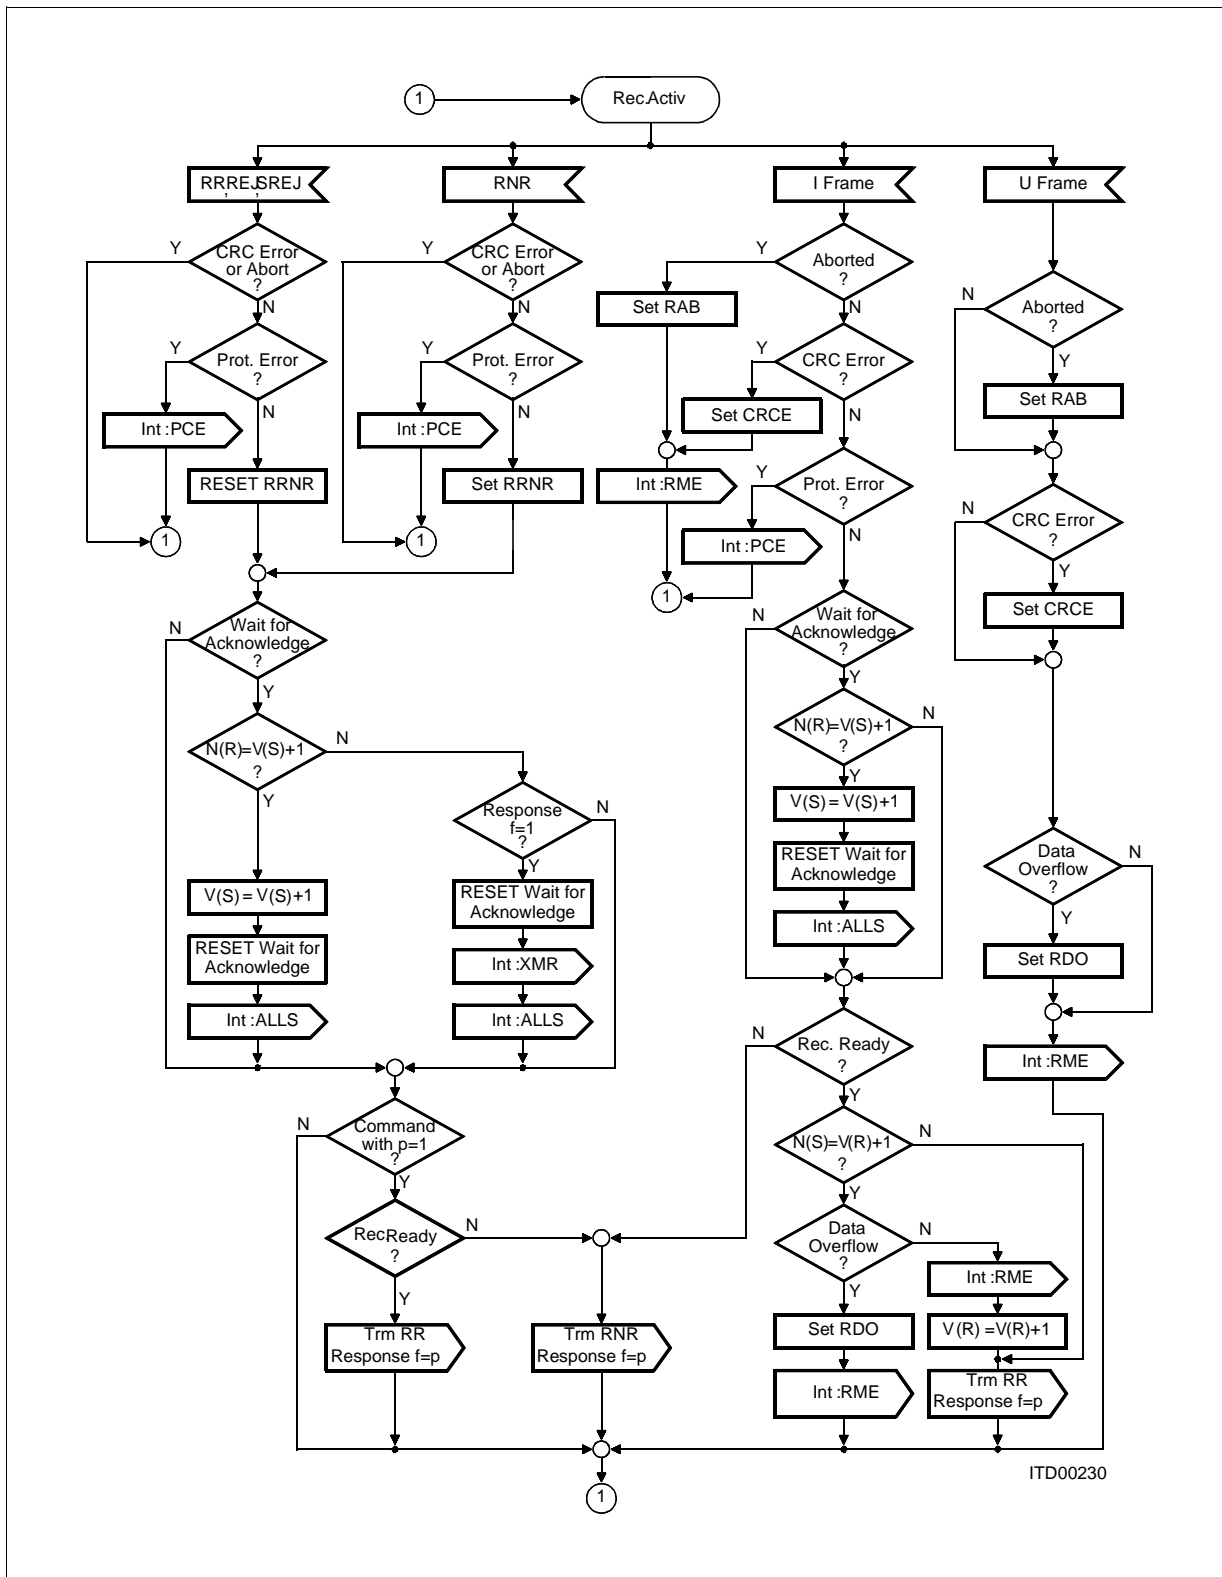 1
Rec.Activ
RR,REJ,SREJ
RNR
I Frame
U Frame
Y
CRC Error
or Abort
?
N
Y
CRC Error
or Abort
?
N
Y
Aborted
?
N
Set RAB
N
Aborted
?
Y
Set RAB
Y
Prot. Error
?
N
Int :PCE
RESET RRNR
1
Y
Prot. Error
?
N
Int :PCE
Set RRNR
1
Y
CRC Error
?
N
Set CRCE
Int :RME
Y
Prot. Error
?
N
Int :PCE
1
N
CRC Error
?
Y
Set CRCE
N
Wait for
Acknowledge
?
Y
N(R)=V(S)+1
?
N
Y
Response
f=1
?
N
Y
V(S) = V(S)+1
RESET Wait for
Acknowledge
Int :ALLS
RESET Wait for
Acknowledge
Int :XMR
Int :ALLS
N
Wait for
Acknowledge
?
Y
N(R)=V(S)+1
?
N
Y
V(S) = V(S)+1
RESET Wait for
Acknowledge
Int :ALLS
Data
Overflow
?
N
Y
Set RDO
Int :RME
N
Command
with p=1
?
Y
RecReady
?
N
Y
Trm RR
Response f=p
Trm RNR
Response f=p
N
Rec. Ready
?
Y
N(S)=V(R)+1
?
N
Y
Data
Overflow
?
N
Y
Set RDO
Int :RME
Int :RME
V(R) =V(R)+1
Trm RR
Response f=p
1
ITD00230